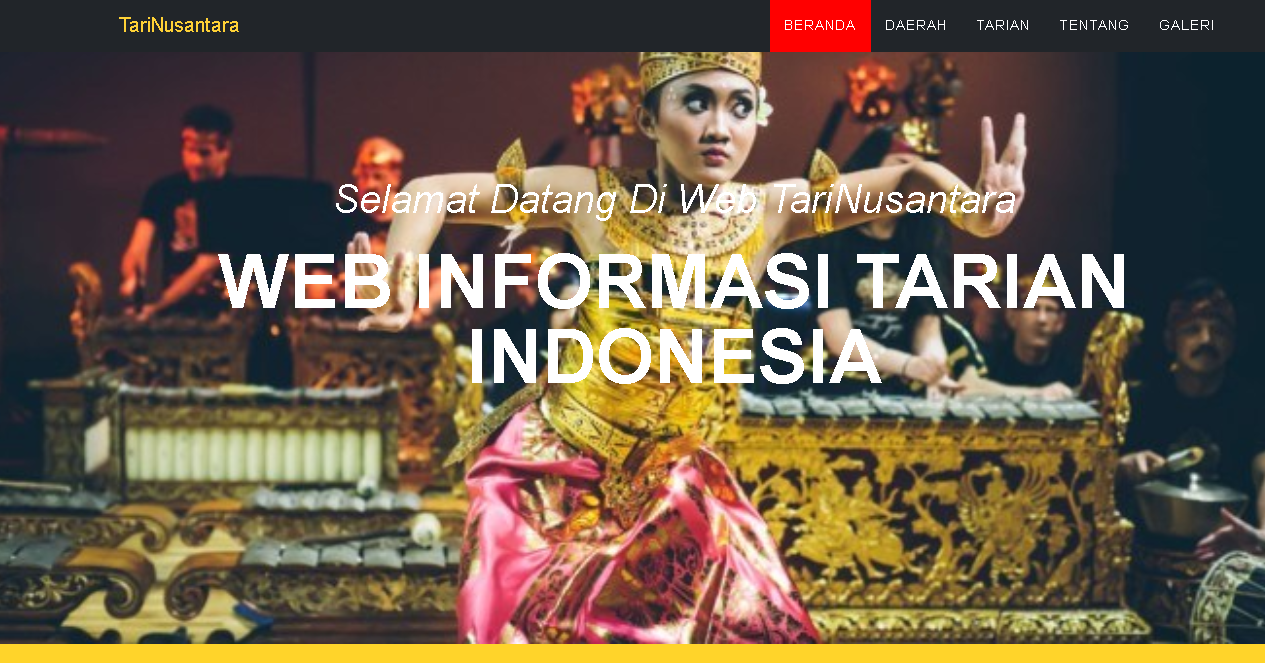 TariNusantara
BERANDA
DAERAH
TARIAN
TENTANG
GALERI
Selamat Datang Di Web TariNusantara
WEB INFORMASI TARIAN
INDONESIA